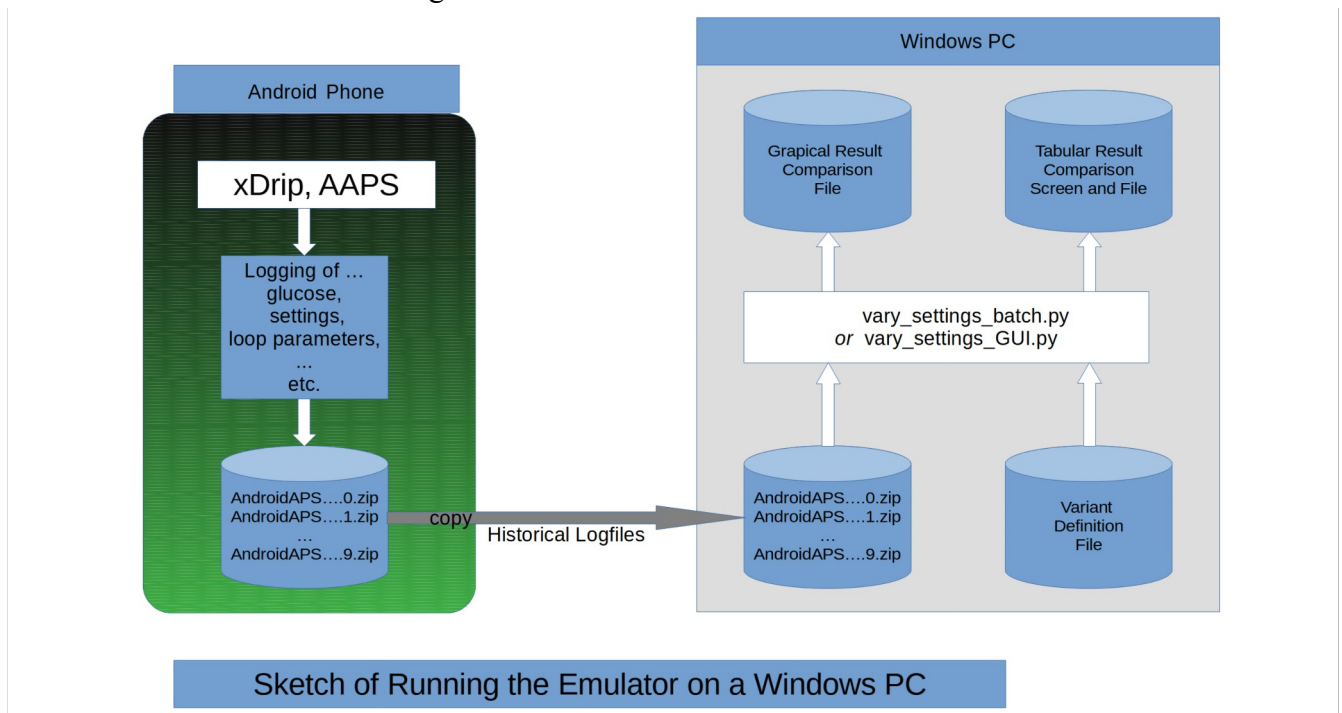 Windows PC
Android Phone
xDrip, AAPS
Logging of ...
glucose,
settings,
loop parameters,
...
etc.
AndroidAPS....0.zip
AndroidAPS....1.zip
...
AndroidAPS....9.zip
copy
Historical Logfiles
Grapical Result
Comparison
File
Tabular Result
Comparison
Screen and File
vary_settings_batch.py
or vary_settings_GUI.py
AndroidAPS....0.zip
AndroidAPS....1.zip
...
AndroidAPS....9.zip
Variant
Definition
File
Sketch of Running the Emulator on a Windows PC